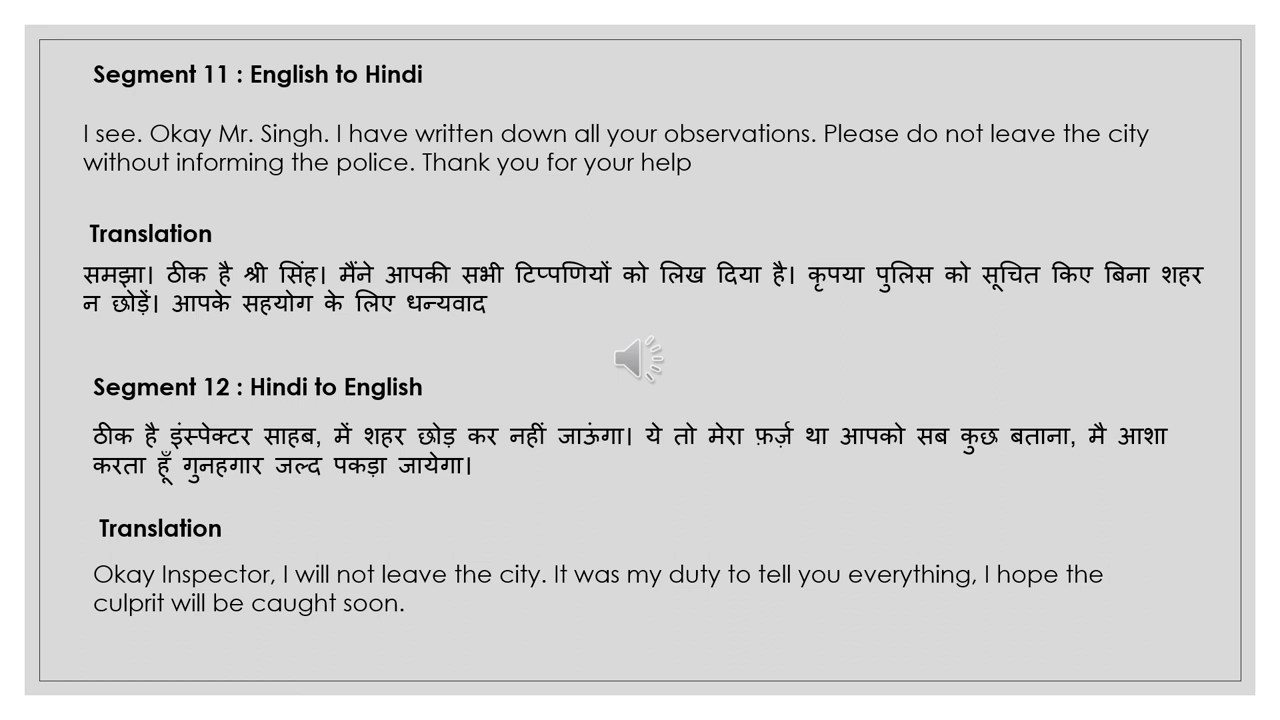 Segment 11 : English to Hindi
I see. Okay Mr. Singh. I have written down all your observations. Please do not leave the city
without informing the police. Thank you for your help
Translation
समझा। ठीक है श्री सिंह। मैंने आपकी सभी टिप्पणियों को लिख दिया है। कृपया पुलिस को सूचित किए बिना शहर
न छोड़ें। आपके सहयोग के लिए धन्यवाद
Segment 12 : Hindi to English
ठीक है इंस्पेक्टर साहब, में शहर छोड़ कर नहीं जाऊंगा। ये तो मेरा फ़र्ज़ था आपको सब कुछ बताना, मै आशा
करता हूँ गुनहगार जल्द पकड़ा जायेगा।
Translation
Okay Inspector, I will not leave the city. It was my duty to tell you everything, I hope the
culprit will be caught soon.